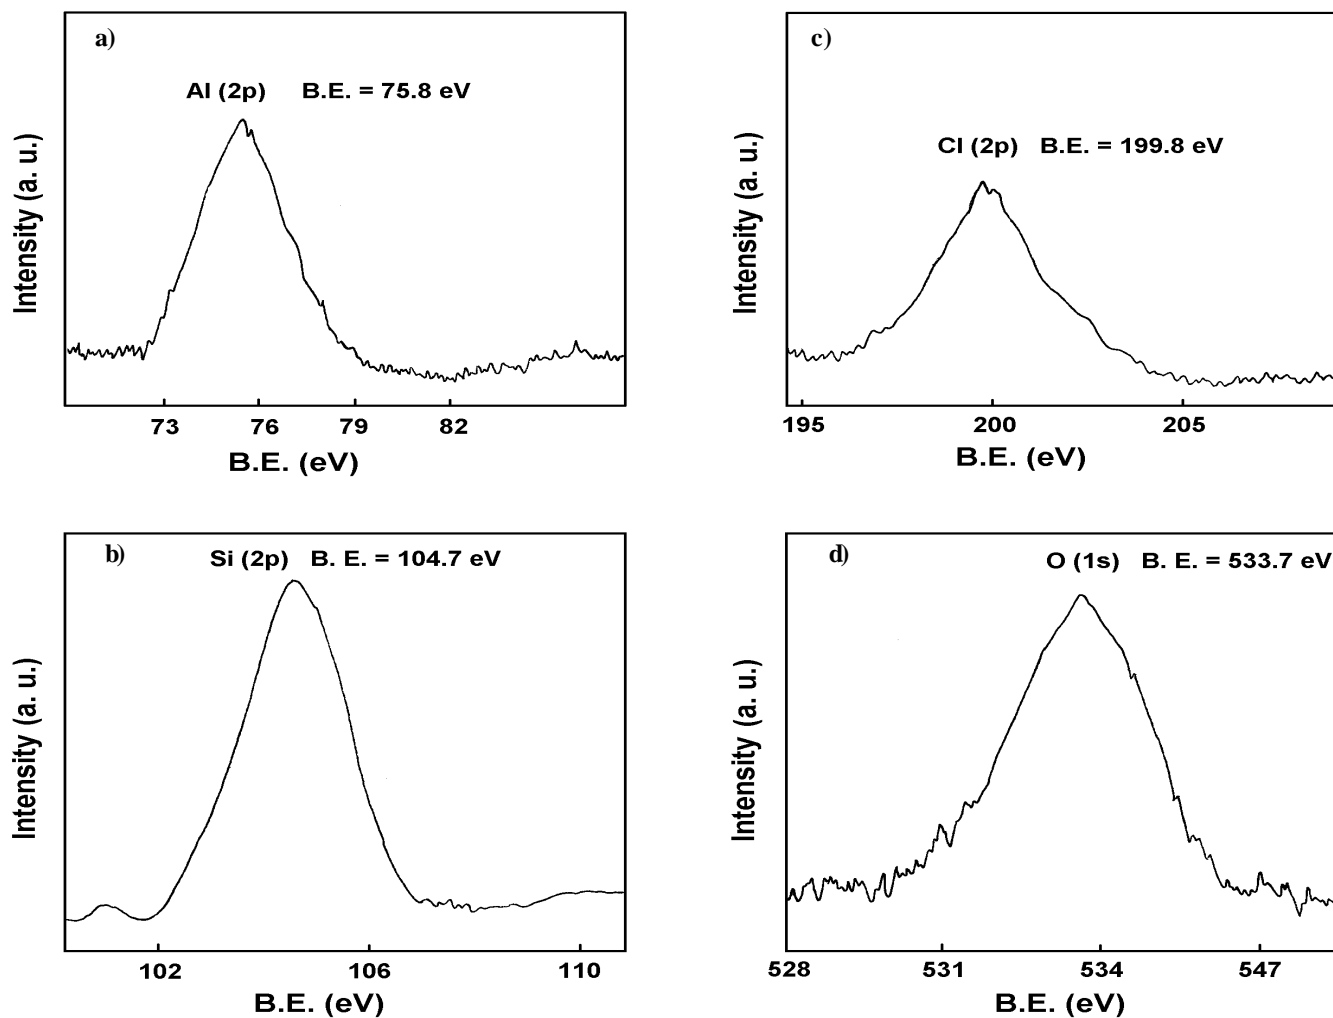 a)
Al (2p) B.E. = 75.8 eV
Intensity (a. u.)
73 76 79 82
B.E. (eV)
c)
Cl (2p) B.E. = 199.8 eV
Intensity (a. u.)
195 200 205
B.E. (eV)
b)
Si (2p) B. E. = 104.7 eV
Intensity (a. u.)
102 106 110
B.E. (eV)
d)
O (1s) B. E. = 533.7 eV
Intensity (a. u.)
528 531 534 547
B.E. (eV)